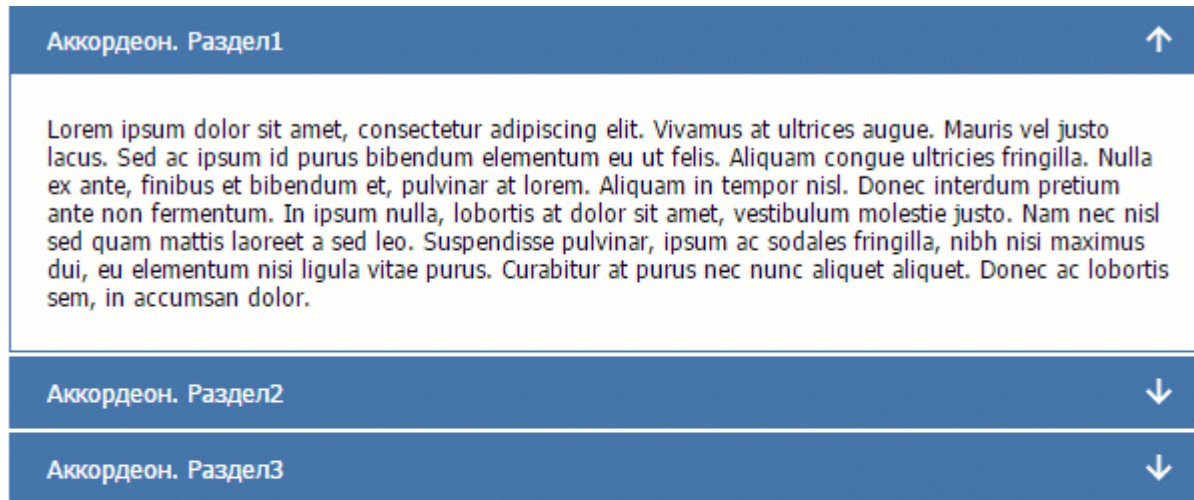 Аккордеон. Раздел1
Lorem ipsum dolor sit amet, consectetur adipiscing elit. Vivamus at ultrices augue. Mauris vel justo
lacus. Sed ac ipsum id purus bibendum elementum eu ut felis. Aliquam congue ultricies fringilla. Nulla
ex ante, finibus et bibendum et, pulvinar at lorem. Aliquam in tempor nisl. Donec interdum pretium
ante non fermentum. In ipsum nulla, lobortis at dolor sit amet, vestibulum molestie justo. Nam nec nisl
sed quam mattis laoreet a sed leo. Suspendisse pulvinar, ipsum ac sodales fringilla, nibh nisi maximus
dui, eu elementum nisi ligula vitae purus. Curabitur at purus nec nunc aliquet aliquet. Donec ac lobortis
sem, in accumsan dolor.
Аккордеон. Раздел2
Аккордеон. Раздел3